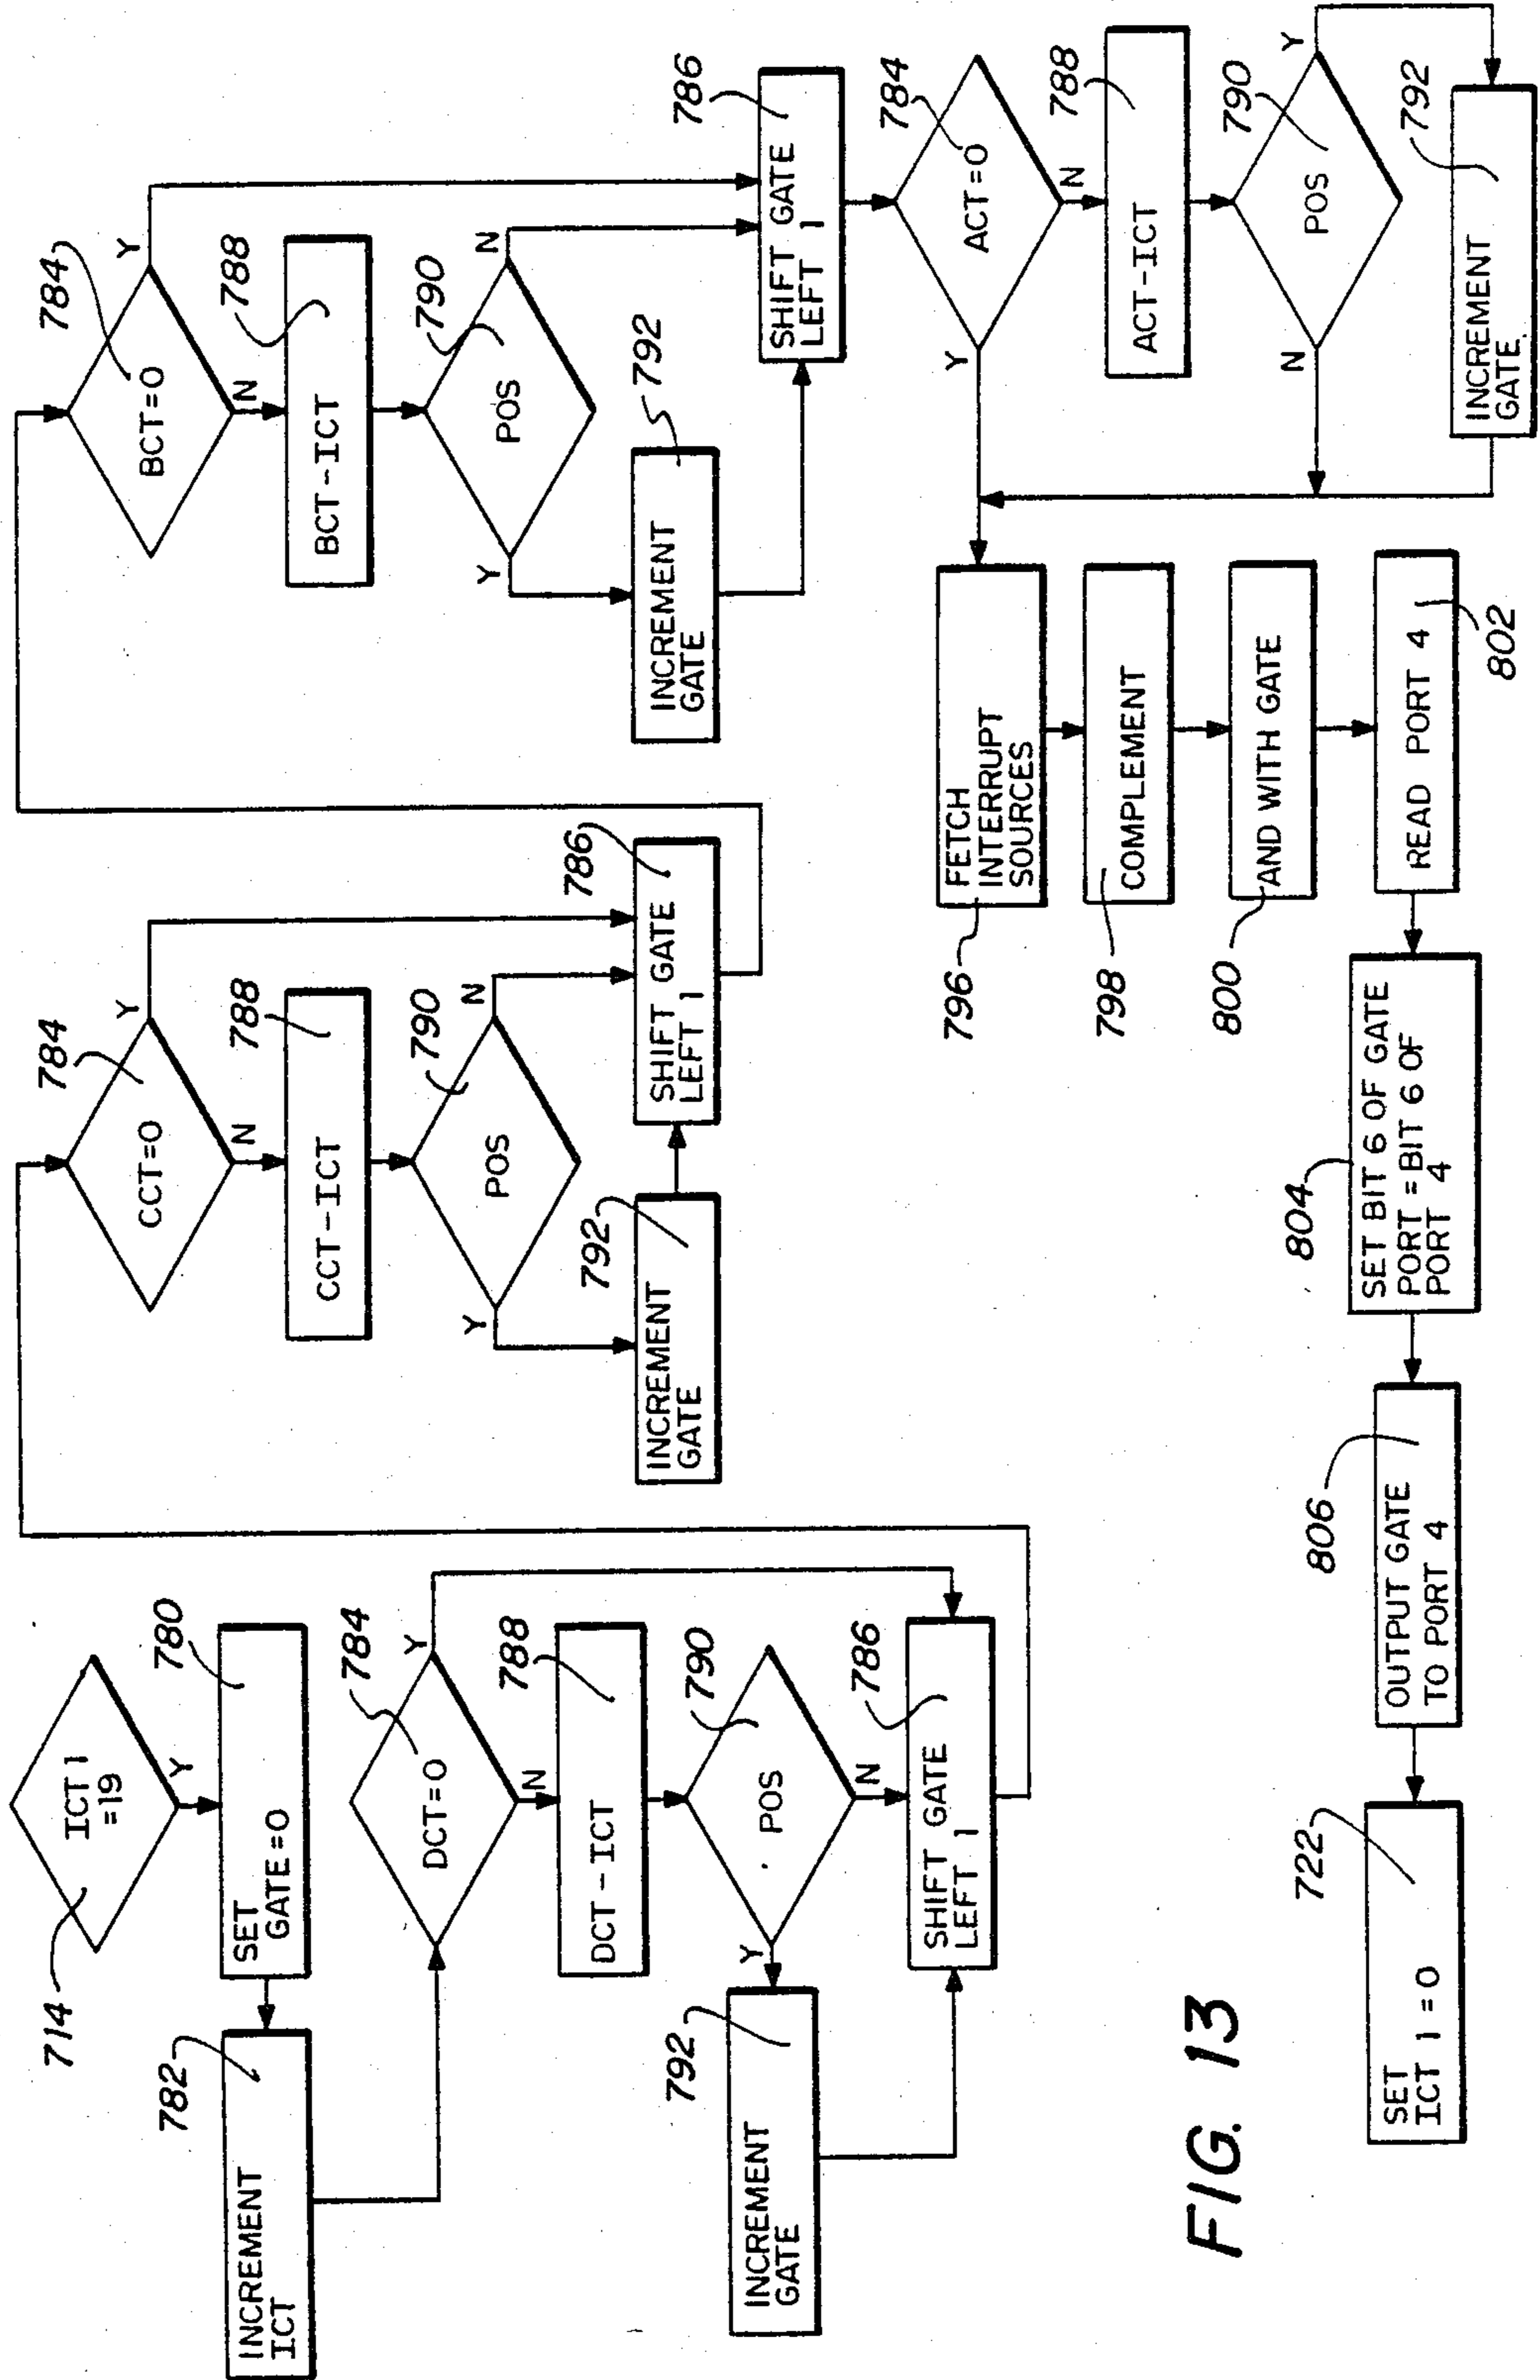 714
ICT 1
=19
Y
780
SET
GATE=0
782
INCREMENT
ICT
784
DCT=0
Y
N
788
DCT-ICT
790
POS
Y
N
792
INCREMENT
GATE
786
SHIFT GATE
LEFT 1
784
CCT=0
Y
N
788
CCT-ICT
790
POS
Y
N
792
INCREMENT
GATE
786
SHIFT GATE
LEFT 1
784
BCT=0
Y
N
788
BCT-ICT
790
POS
Y
N
792
INCREMENT
GATE
786
SHIFT GATE
LEFT 1
784
ACT=0
Y
N
788
ACT-ICT
790
POS
N
Y
792
INCREMENT
GATE
796
FETCH
INTERRUPT
SOURCES
798
COMPLEMENT
800
AND WITH GATE
READ PORT 4
802
804
SET BIT 6 OF GATE
PORT = BIT 6 OF
PORT 4
806
OUTPUT GATE
TO PORT 4
722
SET
ICT 1 = 0
FIG. 13